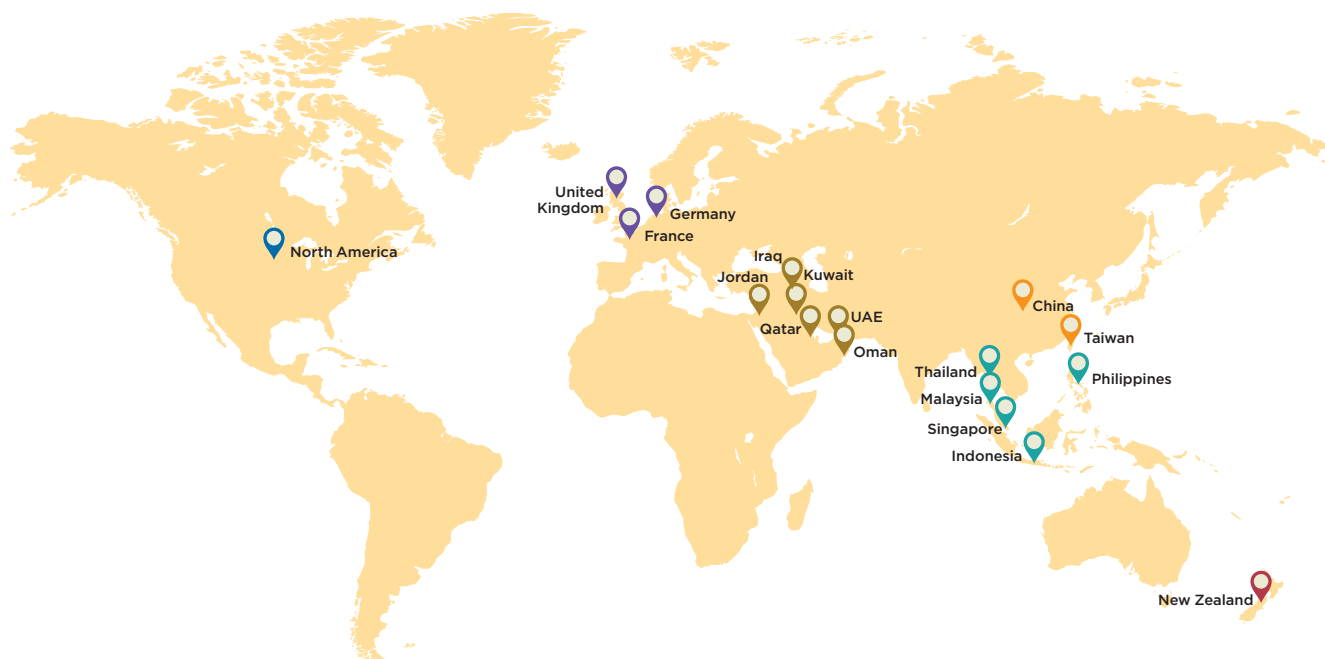 United
Kingdom
Germany
France
North America
Iraq
Kuwait
Jordan
Qatar
UAE
Oman
China
Taiwan
Thailand
Philippines
Malaysia
Singapore
Indonesia
New Zealand